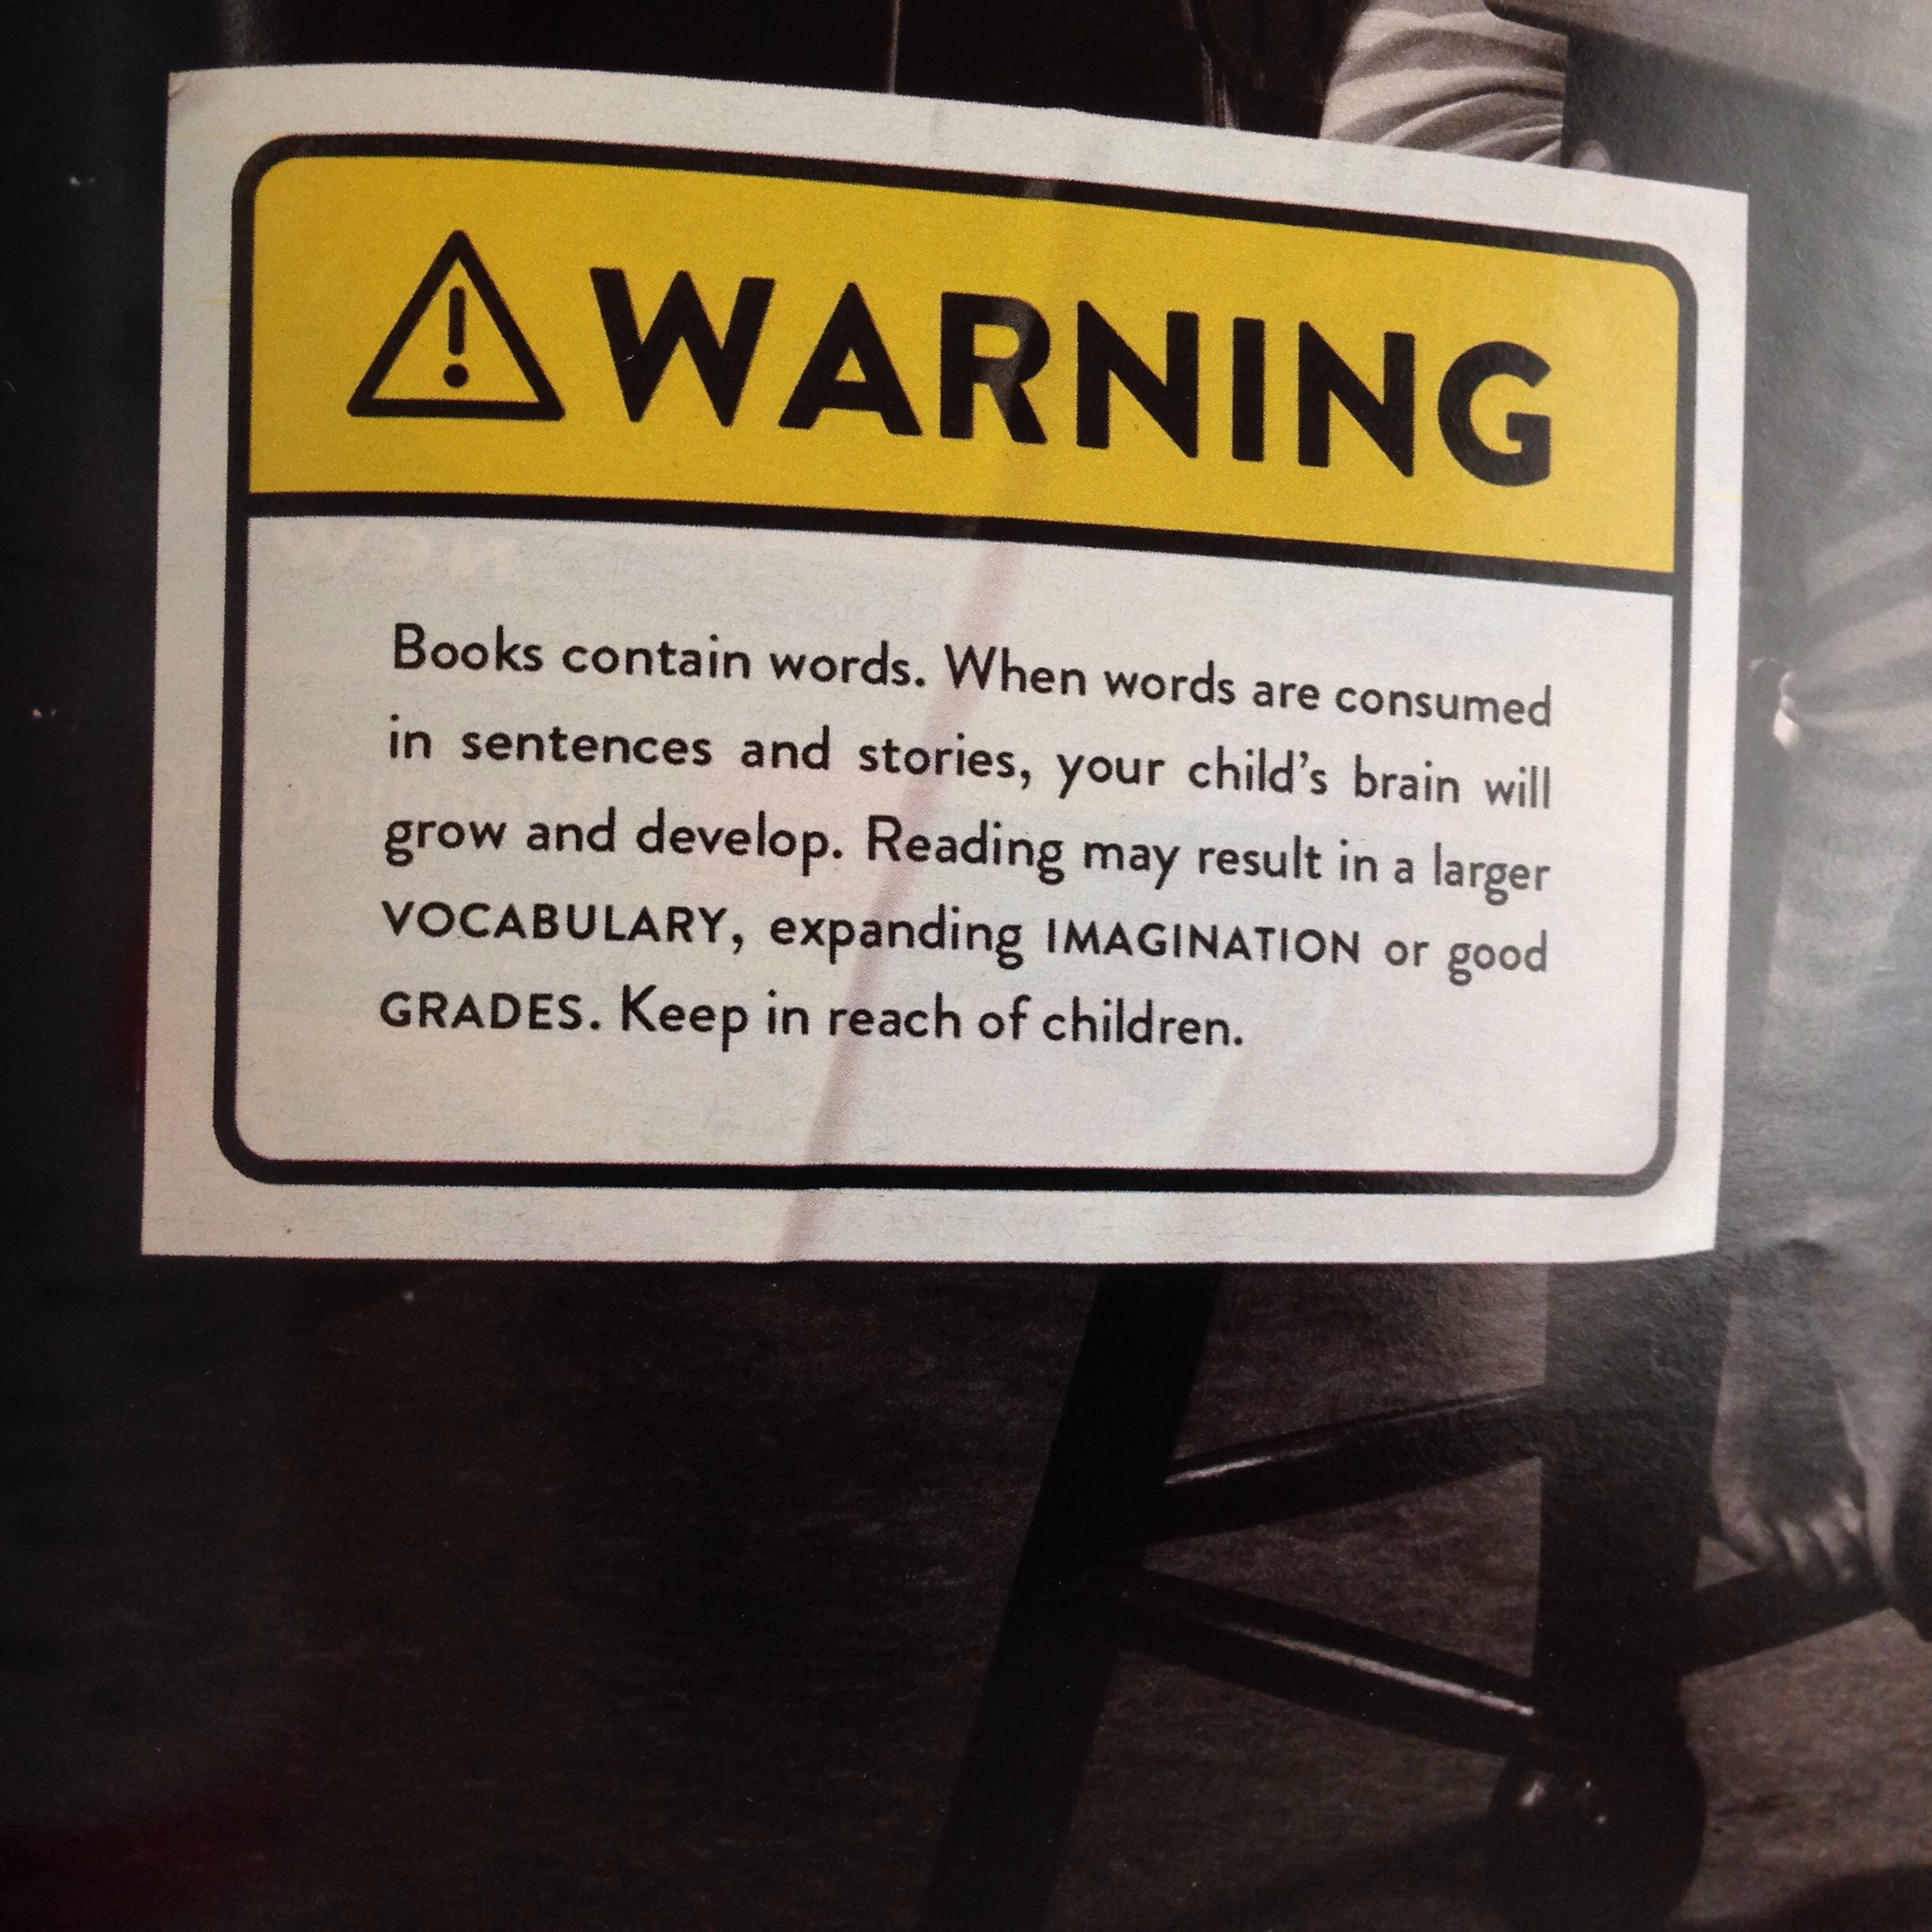 WARNING
Books contain words. When words are consumed
in sentences and stories, your child's brain will
grow and develop. Reading may result in a larger
VOCABULARY, expanding IMAGINATION or good
GRADES. Keep in reach of children.